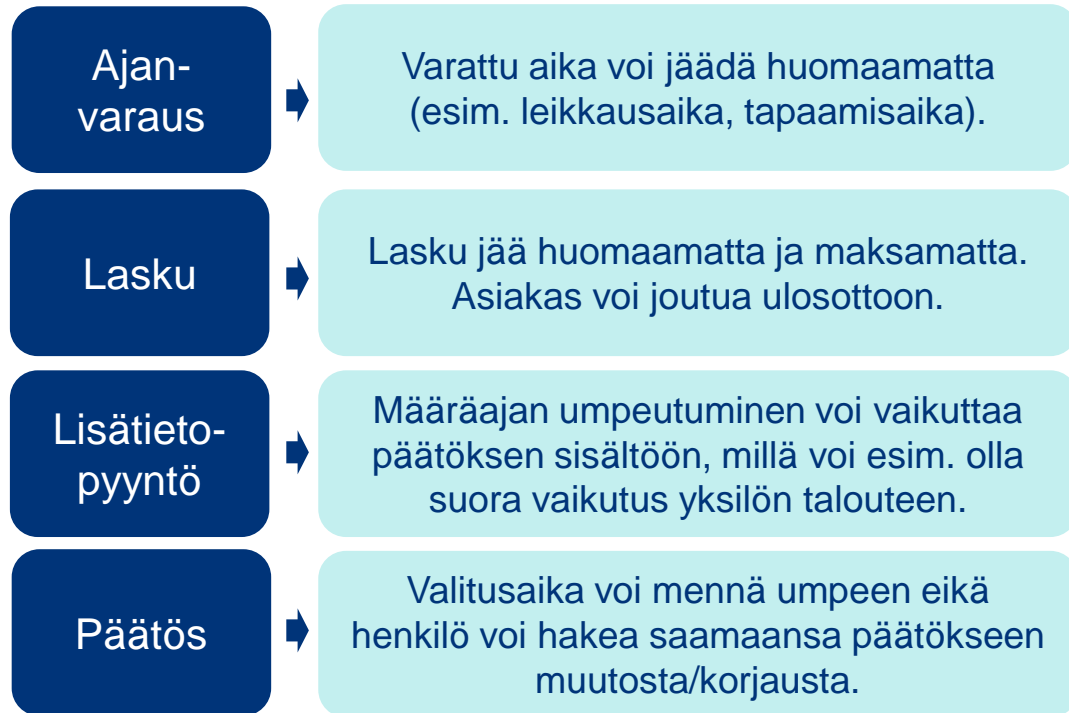 Ajan-
varaus
Varattu aika voi jäädä huomaamatta
(esim. leikkausaika, tapaamisaika).
Lasku
Lasku jää huomaamatta ja maksamatta.
Asiakas voi joutua ulosottoon.
Lisätieto-
pyyntö
Määräajan umpeutuminen voi vaikuttaa
päätöksen sisältöön, millä voi esim. olla
suora vaikutus yksilön talouteen.
Päätös
Valitusaika voi mennä umpeen eikä
henkilö voi hakea saamaansa päätökseen
muutosta/korjausta.